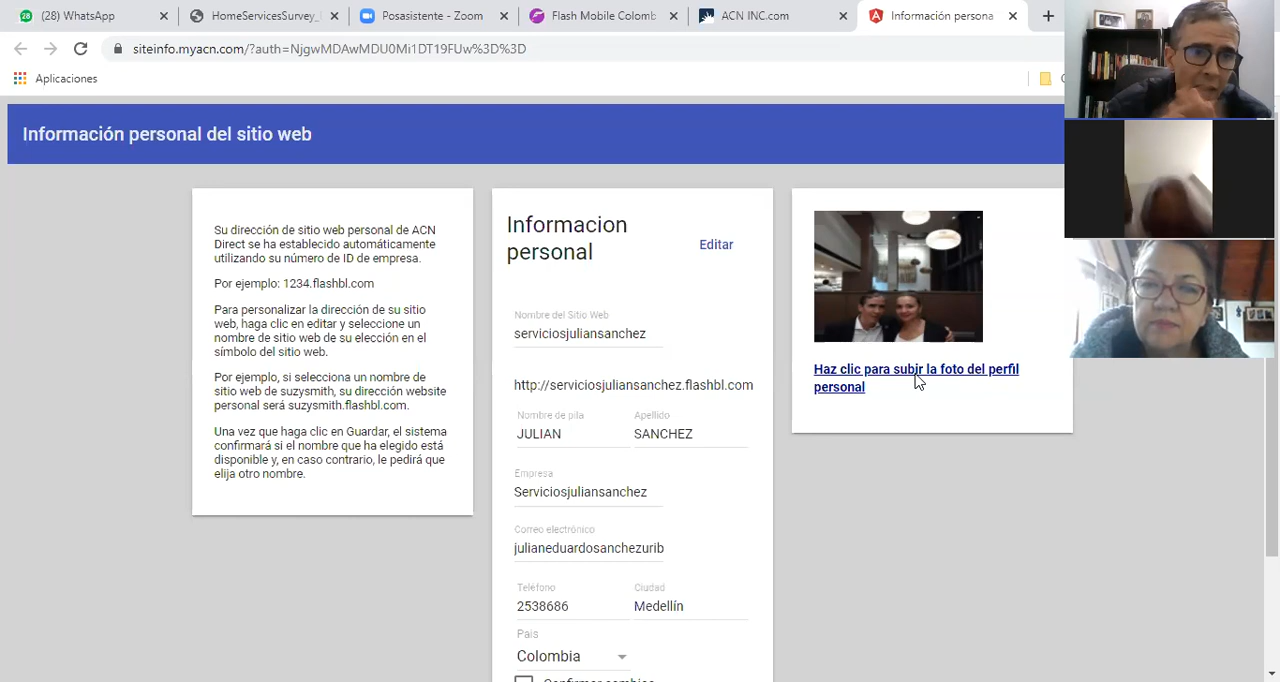 (28) WhatsApp
HomeServicesSurvey_
Posasistente - Zoom
Flash Mobile Colomb
ACN INC.com
Información persona
siteinfo.myacn.com/?auth=NjgwMDAwMDU0Mi1DT19FUw%3D%3D
Aplicaciones
Información personal del sitio web
Su dirección de sitio web personal de ACN
Direct se ha establecido automáticamente
utilizando su número de ID de empresa.
Por ejemplo: 1234.flashbl.com
Para personalizar la dirección de su sitio
web, haga clic en editar y seleccione un
nombre de sitio web de su elección en el
símbolo del sitio web.
Por ejemplo, si selecciona un nombre de
sitio web de suzysmith, su dirección website
personal será suzysmith.flashbl.com.
Una vez que haga clic en Guardar, el sistema
confirmará si el nombre que ha elegido está
disponible y, en caso contrario, le pedirá que
elija otro nombre.
Informacion
personal
Editar
Nombre del Sitio Web
serviciosjuliansanchez
http://serviciosjuliansanchez.flashbl.com
Nombre de pila Apellido
JULIAN SANCHEZ
Empresa
Serviciosjuliansanchez
Correo electrónico
julianeduardosanchezurib
Teléfono Ciudad
2538686 Medellín
País
Colombia
Confirmar cambios
Haz clic para subir la foto del perfil
personal